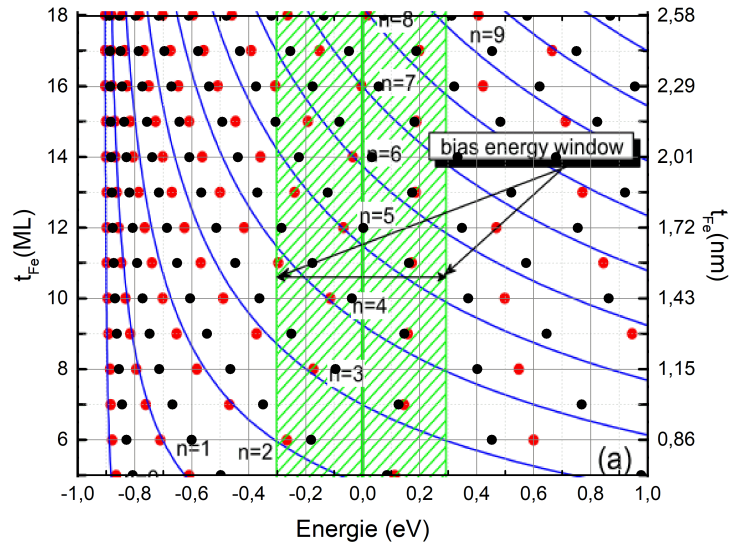 18
n=8
n=9
2,58
2,29
16
n=7
14
n=6
bias energy window
2,01
t_Fe(ML)
12
n=5
1,72
t_Fe(nm)
10
n=4
1,43
8
n=3
1,15
6
n=1
n=2
(a)
0,86
-1,0
-0,8
-0,6
-0,4
-0,2
0,0
0,2
0,4
0,6
0,8
1,0
Energie (eV)